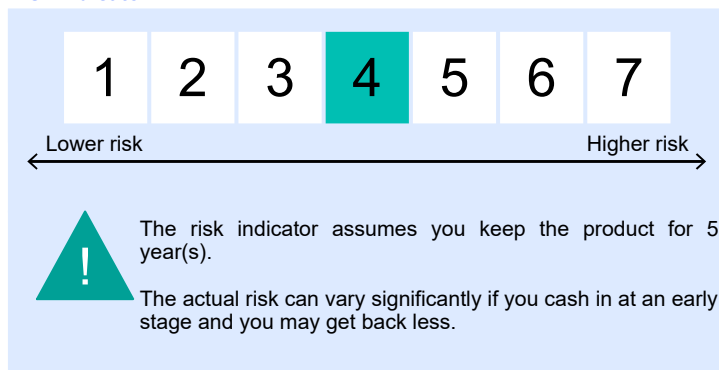 1 2 3 4 5 6 7
Lower risk Higher risk
!
The risk indicator assumes you keep the product for 5
year(s).
The actual risk can vary significantly if you cash in at an early
stage and you may get back less.